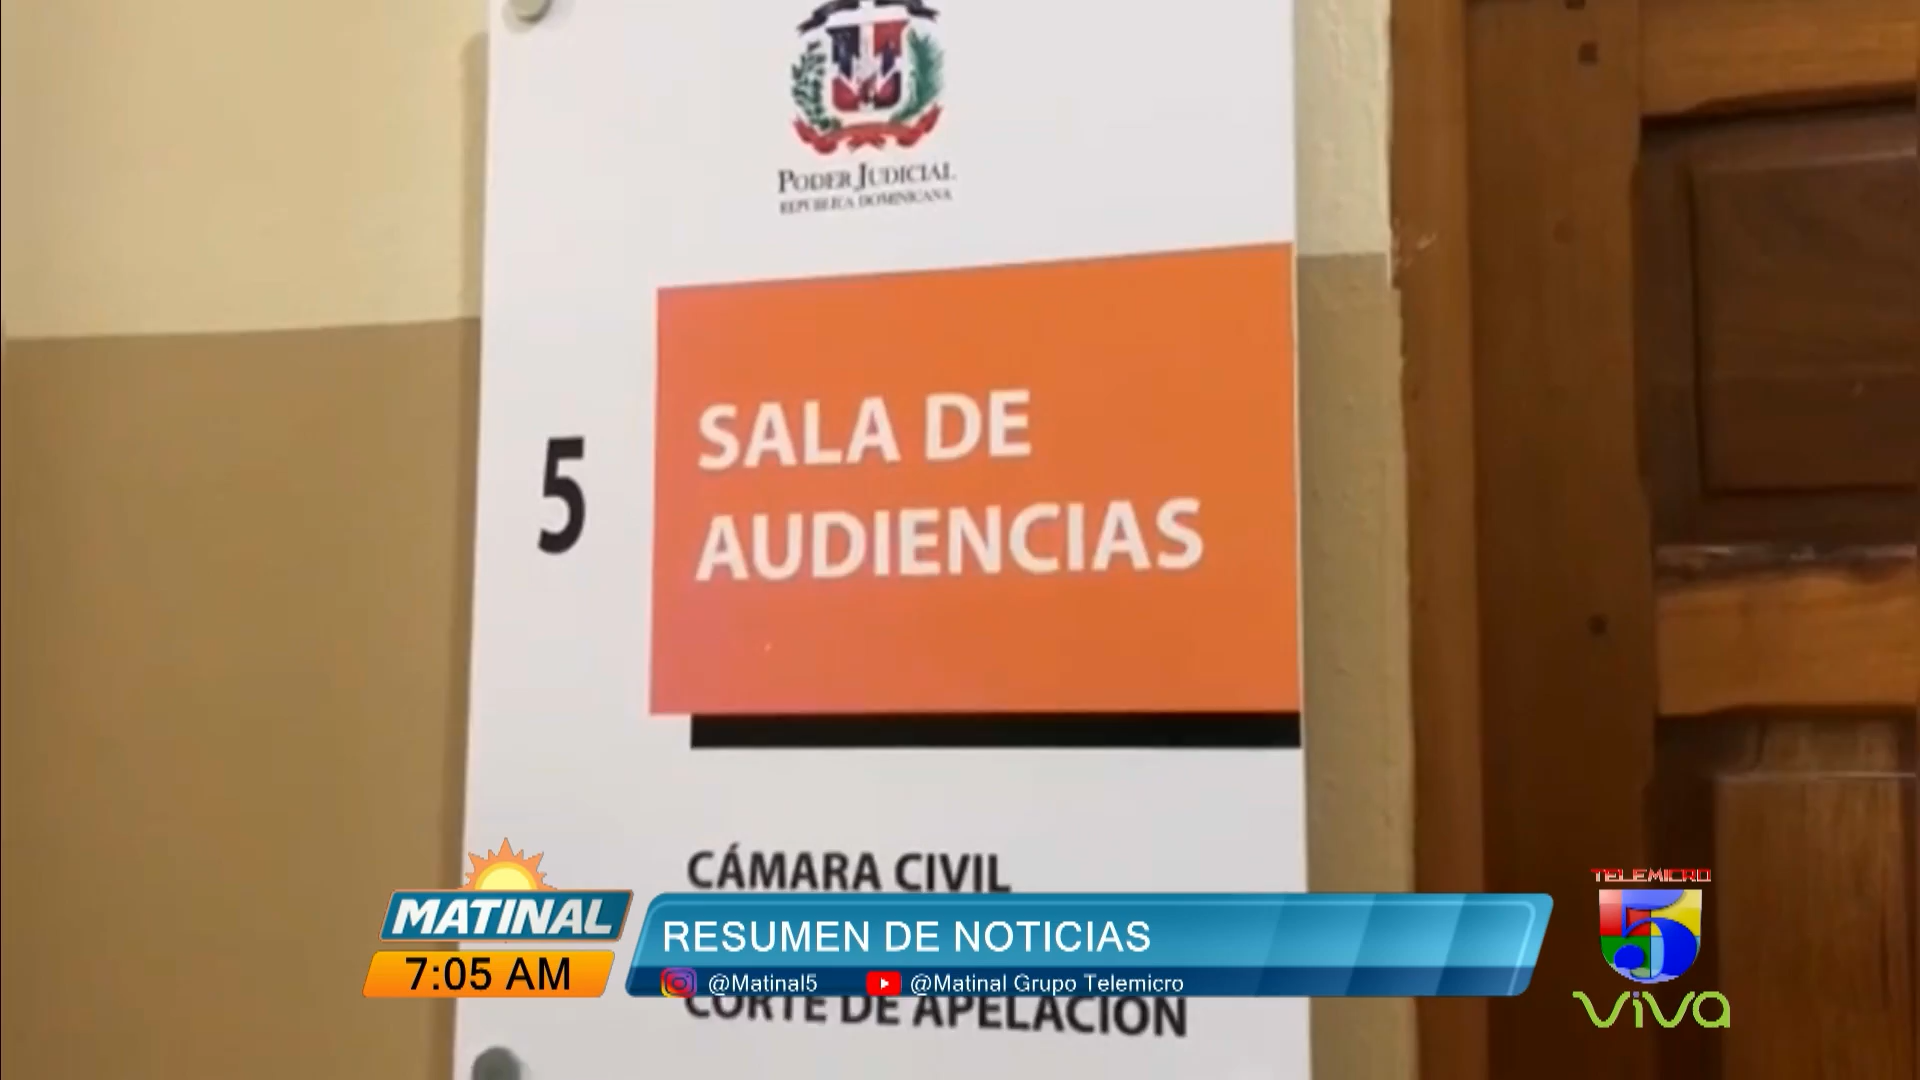 PODER JUDICIAL
REPÚBLICA DOMINICANA
5
SALA DE
AUDIENCIAS
CÁMARA CIVIL
CORTE DE APELACIÓN
MATINAL
7:05 AM
RESUMEN DE NOTICIAS
@Matinal5 @Matinal Grupo Telemicro
TELEMICRO
5
ViVa